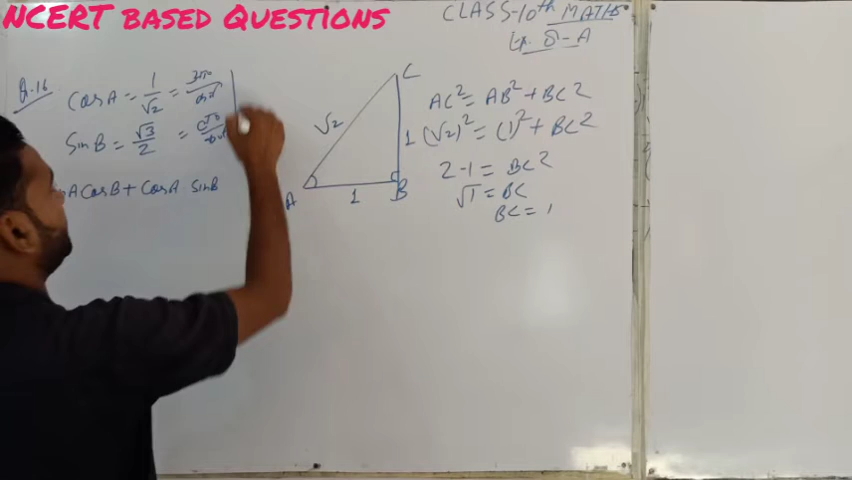 NCERT BASED QUESTIONS
CLASS-10th MATHS
Ex. 8-A
Q.16
Cos A = 1/√2 =
Sin B = √3/2 =
A Cos B + Cos A Sin B
C
√2
1
A
1
B
AC² = AB² + BC²
(√2)² = (1)² + BC²
2-1 = BC²
√1 = BC
BC = 1